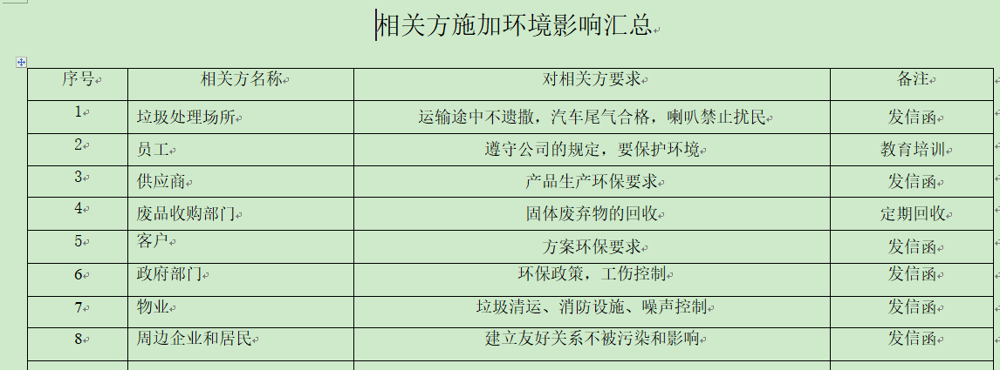 相关方施加环境影响汇总
序号 相关方名称 对相关方要求 备注
1 垃圾处理场所 运输途中不遗撒，汽车尾气合格，喇叭禁止扰民 发信函
2 员工 遵守公司的规定，要保护环境 教育培训
3 供应商 产品生产环保要求 发信函
4 废品收购部门 固体废弃物的回收 定期回收
5 客户 方案环保要求 发信函
6 政府部门 环保政策，工伤控制 发信函
7 物业 垃圾清运、消防设施、噪声控制 发信函
8 周边企业和居民 建立友好关系不被污染和影响 发信函